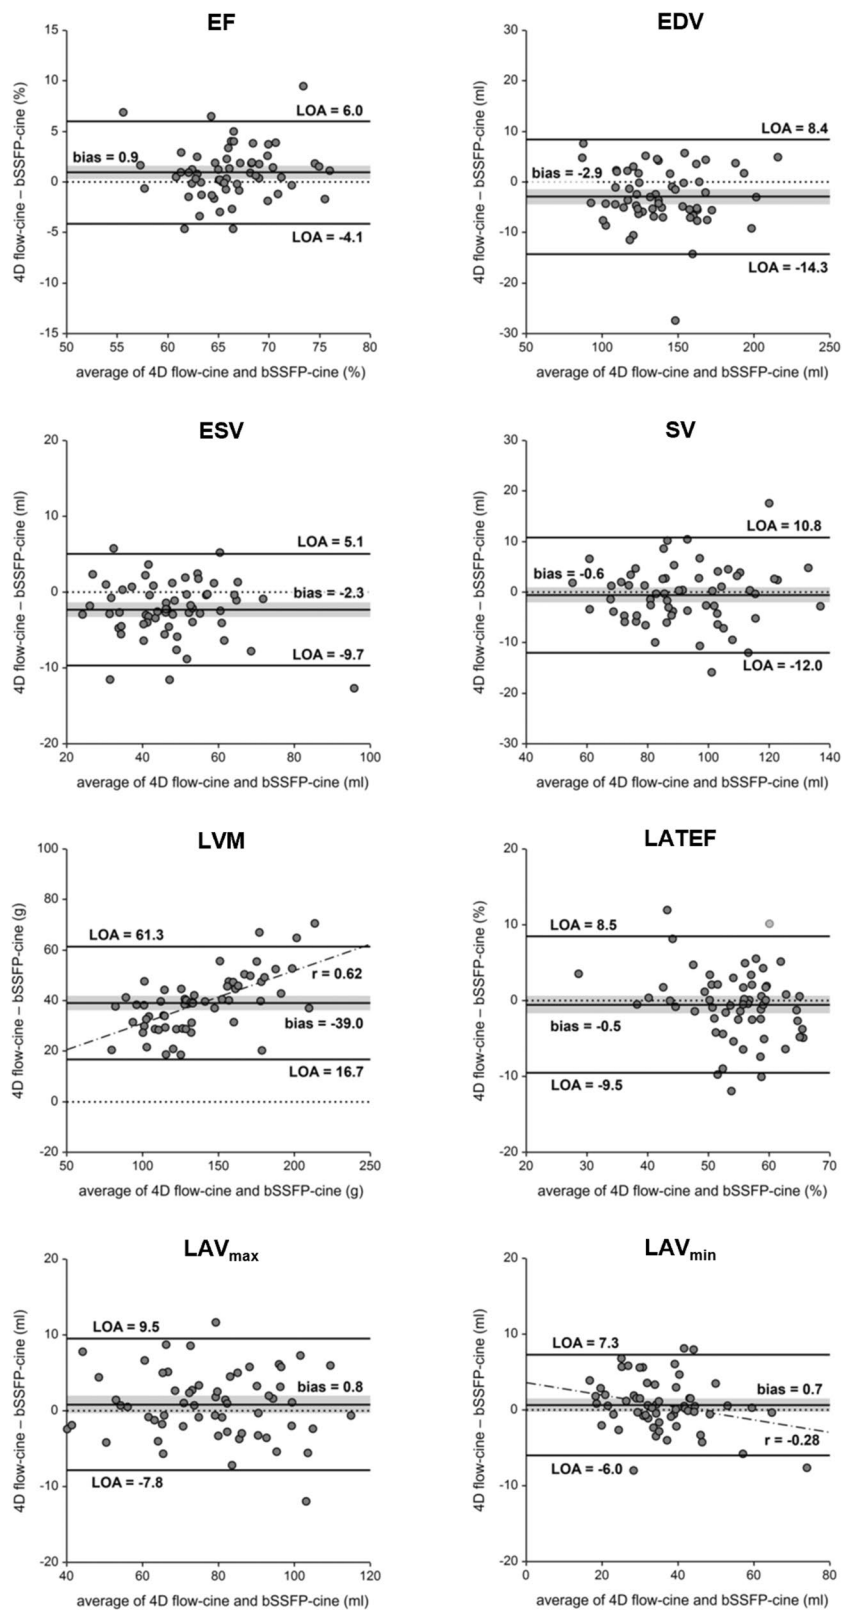 EF
15
10
5
0
-5
-10
-15
4D flow-cine – bSSFP-cine (%)
LOA = 6.0
bias = 0.9
LOA = -4.1
50 55 60 65 70 75 80
average of 4D flow-cine and bSSFP-cine (%)
EDV
30
20
10
0
-10
-20
-30
4D flow-cine – bSSFP-cine (ml)
LOA = 8.4
bias = -2.9
LOA = -14.3
50 100 150 200 250
average of 4D flow-cine and bSSFP-cine (ml)
ESV
20
10
0
-10
-20
4D flow-cine – bSSFP-cine (ml)
LOA = 5.1
bias = -2.3
LOA = -9.7
20 40 60 80 100
average of 4D flow-cine and bSSFP-cine (ml)
SV
30
20
10
0
-10
-20
-30
4D flow-cine – bSSFP-cine (ml)
LOA = 10.8
bias = -0.6
LOA = -12.0
40 60 80 100 120 140
average of 4D flow-cine and bSSFP-cine (ml)
LVM
100
80
60
40
20
0
-20
4D flow-cine – bSSFP-cine (g)
LOA = 61.3
r = 0.62
bias = -39.0
LOA = 16.7
50 100 150 200 250
average of 4D flow-cine and bSSFP-cine (g)
LATEF
20
10
0
-10
-20
4D flow-cine – bSSFP-cine (%)
LOA = 8.5
bias = -0.5
LOA = -9.5
20 30 40 50 60 70
average of 4D flow-cine and bSSFP-cine (%)
LAVmax
20
10
0
-10
-20
4D flow-cine – bSSFP-cine (ml)
LOA = 9.5
bias = 0.8
LOA = -7.8
40 60 80 100 120
average of 4D flow-cine and bSSFP-cine (ml)
LAVmin
20
10
0
-10
-20
4D flow-cine – bSSFP-cine (ml)
LOA = 7.3
bias = 0.7
r = -0.28
LOA = -6.0
0 20 40 60 80
average of 4D flow-cine and bSSFP-cine (ml)